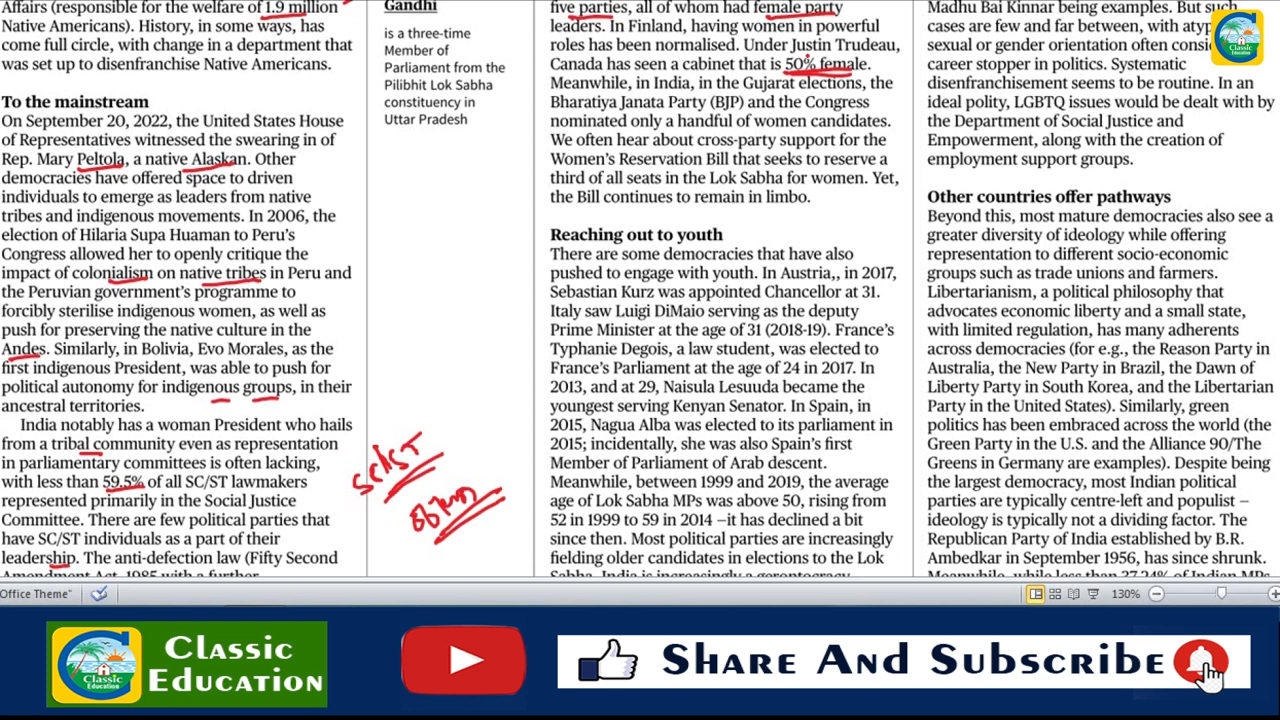 Affairs (responsible for the welfare of 1.9 million
Native Americans). History, in some ways, has
come full circle, with change in a department that
was set up to disenfranchise Native Americans.
To the mainstream
On September 20, 2022, the United States House
of Representatives witnessed the swearing in of
Rep. Mary Peltola, a native Alaskan. Other
democracies have offered space to driven
individuals to emerge as leaders from native
tribes and indigenous movements. In 2006, the
election of Hilaria Supa Huaman to Peru's
Congress allowed her to openly critique the
impact of colonialism on native tribes in Peru and
the Peruvian government's programme to
forcibly sterilise indigenous women, as well as
push for preserving the native culture in the
Andes. Similarly, in Bolivia, Evo Morales, as the
first indigenous President, was able to push for
political autonomy for indigenous groups, in their
ancestral territories.
India notably has a woman President who hails
from a tribal community even as representation
in parliamentary committees is often lacking,
with less than 59.5% of all SC/ST lawmakers
represented primarily in the Social Justice
Committee. There are few political parties that
have SC/ST individuals as a part of their
leadership. The anti-defection law (Fifty Second
Amendment Act, 1985 with a further
Gandhi
is a three-time
Member of
Parliament from the
Pilibhit Lok Sabha
constituency in
Uttar Pradesh
SC/ST
five parties, all of whom had female party
leaders. In Finland, having women in powerful
roles has been normalised. Under Justin Trudeau,
Canada has seen a cabinet that is 50% female.
Meanwhile, in India, in the Gujarat elections, the
Bharatiya Janata Party (BJP) and the Congress
nominated only a handful of women candidates.
We often hear about cross-party support for the
Women's Reservation Bill that seeks to reserve a
third of all seats in the Lok Sabha for women. Yet,
the Bill continues to remain in limbo.
Reaching out to youth
There are some democracies that have also
pushed to engage with youth. In Austria,, in 2017,
Sebastian Kurz was appointed Chancellor at 31.
Italy saw Luigi DiMaio serving as the deputy
Prime Minister at the age of 31 (2018-19). France's
Typhanie Degois, a law student, was elected to
France's Parliament at the age of 24 in 2017. In
2013, and at 29, Naisula Lesuuda became the
youngest serving Kenyan Senator. In Spain, in
2015, Nagua Alba was elected to its parliament in
2015; incidentally, she was also Spain's first
Member of Parliament of Arab descent.
Meanwhile, between 1999 and 2019, the average
age of Lok Sabha MPs was above 50, rising from
52 in 1999 to 59 in 2014 —it has declined a bit
since then. Most political parties are increasingly
fielding older candidates in elections to the Lok
Sabha. India is increasingly a gerontocracy
Madhu Bai Kinnar being examples. But such
cases are few and far between, with
sexual or gender orientation often
career stopper in politics. Systematic
disenfranchisement seems to be routine. In an
ideal polity, LGBTQ issues would be dealt with by
the Department of Social Justice and
Empowerment, along with the creation of
employment support groups.
Other countries offer pathways
Beyond this, most mature democracies also see a
greater diversity of ideology while offering
representation to different socio-economic
groups such as trade unions and farmers.
Libertarianism, a political philosophy that
advocates economic liberty and a small state,
with limited regulation, has many adherents
across democracies (for e.g., the Reason Party in
Australia, the New Party in Brazil, the Dawn of
Liberty Party in South Korea, and the Libertarian
Party in the United States). Similarly, green
politics has been embraced across the world (the
Green Party in the U.S. and the Alliance 90/The
Greens in Germany are examples). Despite being
the largest democracy, most Indian political
parties are typically centre-left and populist —
ideology is typically not a dividing factor. The
Republican Party of India established by B.R.
Ambedkar in September 1956, has since shrunk.
Meanwhile, while less than 37.24% of Indian MPs
Classic
Education
Office Theme"
130%
Classic
Education
Classic
Education
Share And Subscribe